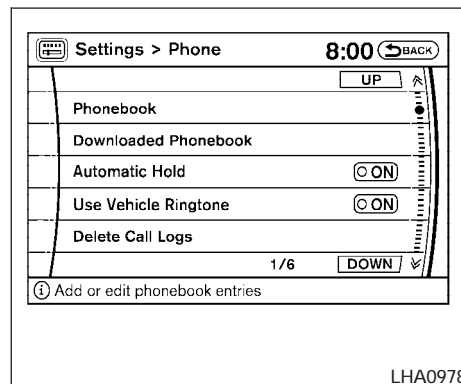 Settings > Phone 8:00 BACK
UP
Phonebook
Downloaded Phonebook
Automatic Hold ON
Use Vehicle Ringtone ON
Delete Call Logs
1/6 DOWN
i Add or edit phonebook entries
LHA0978